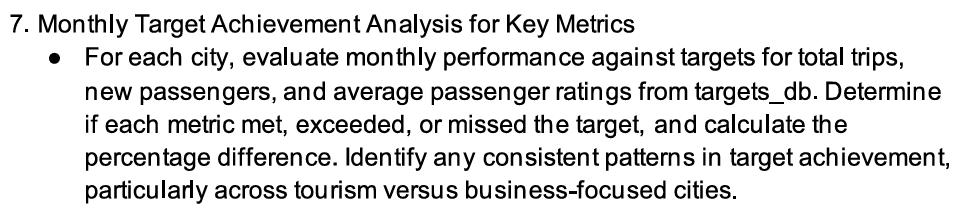 7. Monthly Target Achievement Analysis for Key Metrics
● For each city, evaluate monthly performance against targets for total trips,
new passengers, and average passenger ratings from targets_db. Determine
if each metric met, exceeded, or missed the target, and calculate the
percentage difference. Identify any consistent patterns in target achievement,
particularly across tourism versus business-focused cities.